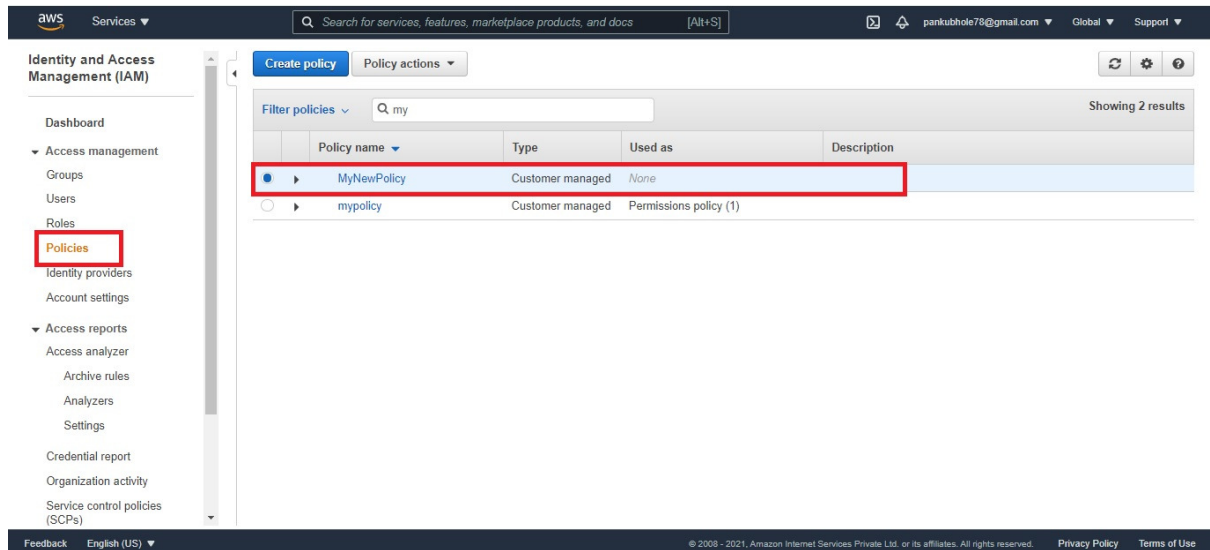 aws Services ▼ Search for services, features, marketplace products, and docs [Alt+S] pankubhole78@gmail.com ▼ Global ▼ Support ▼
Identity and Access
Management (IAM)
Dashboard
Access management
Groups
Users
Roles
Policies
Identity providers
Account settings
Access reports
Access analyzer
Archive rules
Analyzers
Settings
Credential report
Organization activity
Service control policies
(SCPs)
Create policy Policy actions
Filter policies my Showing 2 results
Policy name Type Used as Description
MyNewPolicy Customer managed None
mypolicy Customer managed Permissions policy (1)
Feedback English (US) ▼ © 2008 - 2021, Amazon Internet Services Private Ltd. or its affiliates. All rights reserved. Privacy Policy Terms of Use